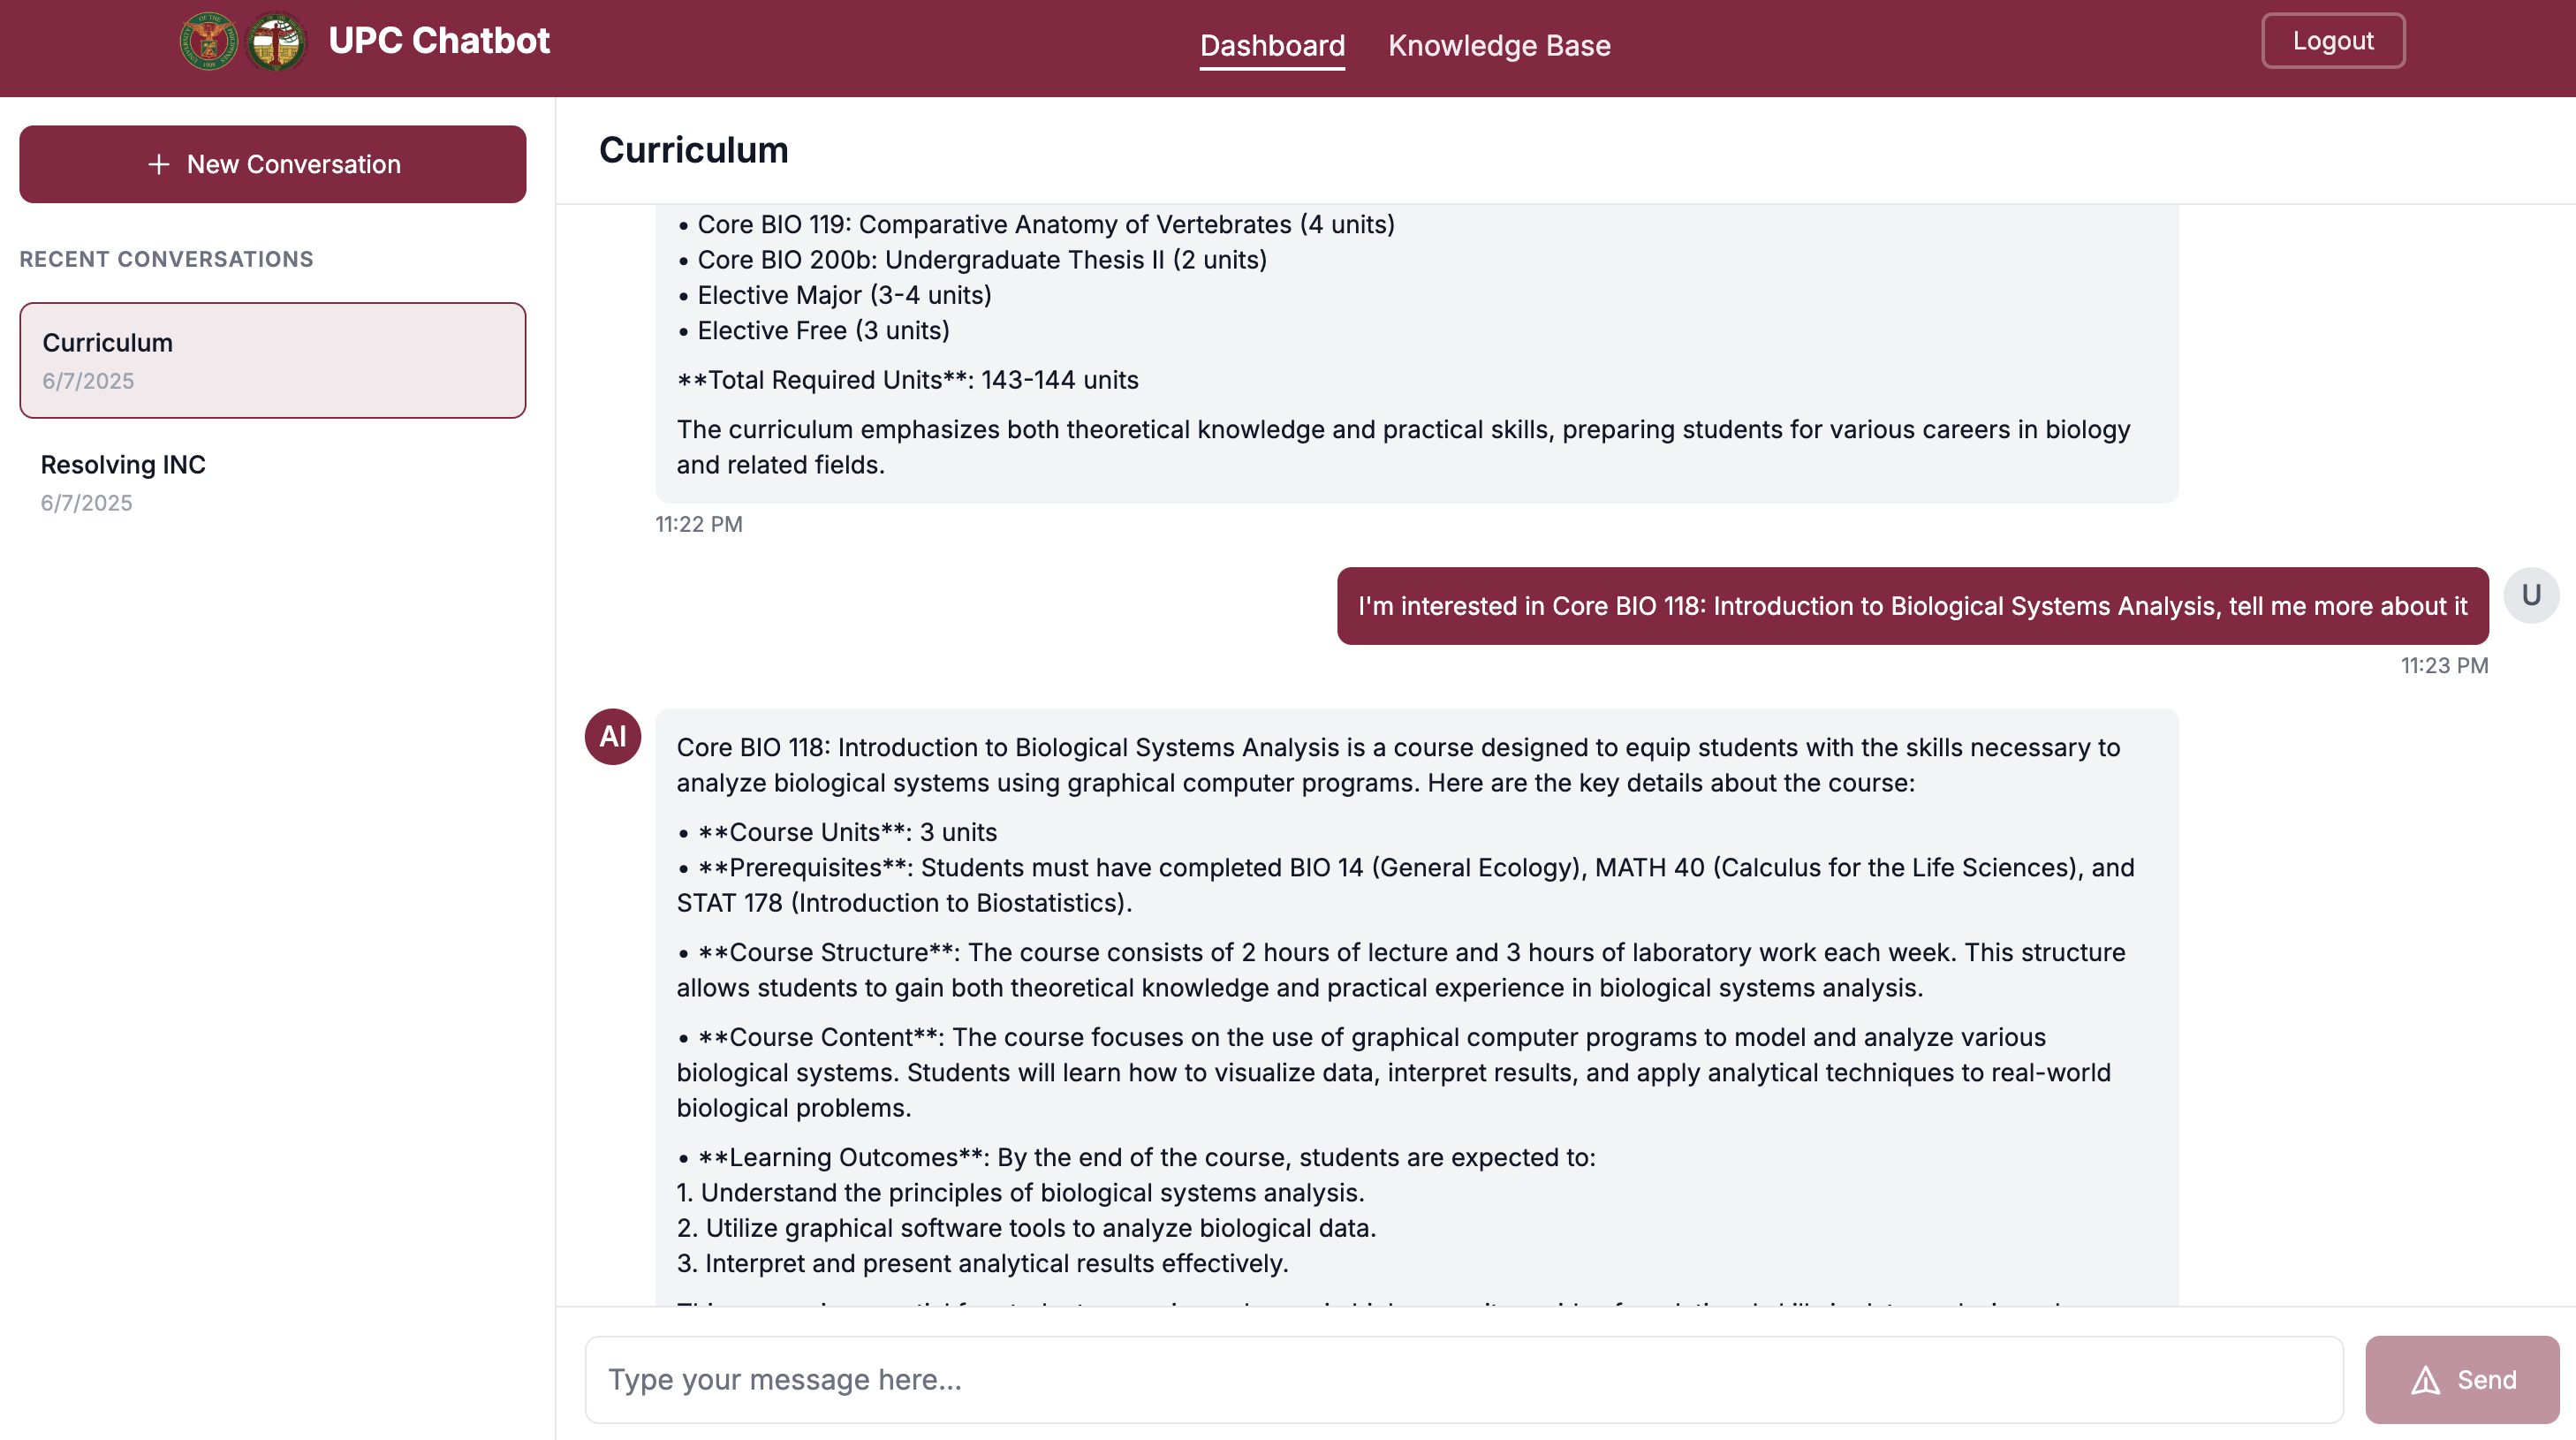 UPC Chatbot
Dashboard
Knowledge Base
Logout
New Conversation
RECENT CONVERSATIONS
Curriculum
6/7/2025
Resolving INC
6/7/2025
Curriculum
• Core BIO 119: Comparative Anatomy of Vertebrates (4 units)
• Core BIO 200b: Undergraduate Thesis II (2 units)
• Elective Major (3-4 units)
• Elective Free (3 units)
**Total Required Units**: 143-144 units
The curriculum emphasizes both theoretical knowledge and practical skills, preparing students for various careers in biology
and related fields.
11:22 PM
I'm interested in Core BIO 118: Introduction to Biological Systems Analysis, tell me more about it
U
11:23 PM
AI
Core BIO 118: Introduction to Biological Systems Analysis is a course designed to equip students with the skills necessary to
analyze biological systems using graphical computer programs. Here are the key details about the course:
• **Course Units**: 3 units
• **Prerequisites**: Students must have completed BIO 14 (General Ecology), MATH 40 (Calculus for the Life Sciences), and
STAT 178 (Introduction to Biostatistics).
• **Course Structure**: The course consists of 2 hours of lecture and 3 hours of laboratory work each week. This structure
allows students to gain both theoretical knowledge and practical experience in biological systems analysis.
• **Course Content**: The course focuses on the use of graphical computer programs to model and analyze various
biological systems. Students will learn how to visualize data, interpret results, and apply analytical techniques to real-world
biological problems.
• **Learning Outcomes**: By the end of the course, students are expected to:
1. Understand the principles of biological systems analysis.
2. Utilize graphical software tools to analyze biological data.
3. Interpret and present analytical results effectively.
Type your message here...
Send